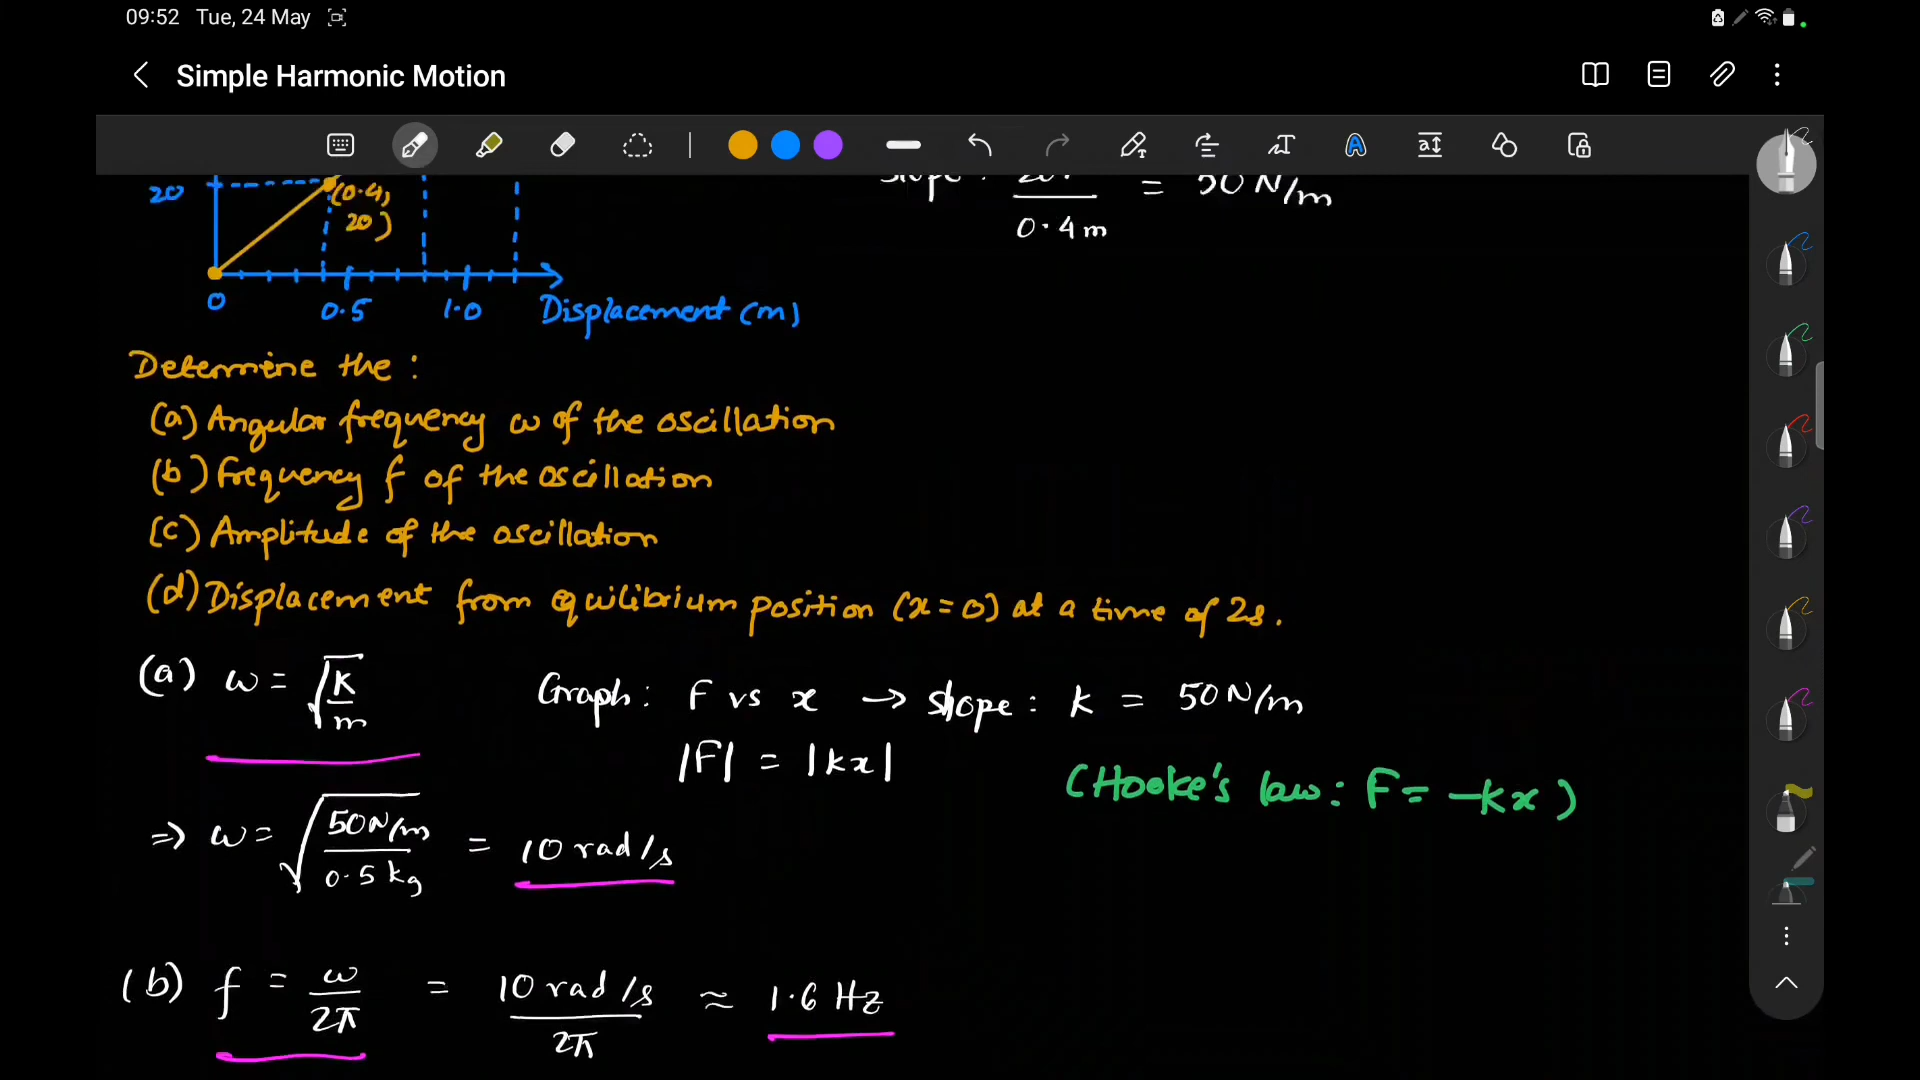 09:52 Tue, 24 May
Simple Harmonic Motion
20
(0.4,
20)
0 0.5 1.0 Displacement (m)
slope : = 50 N/m
0.4 m
Determine the :
(a) Angular frequency ω of the oscillation
(b) Frequency f of the oscillation
(c) Amplitude of the oscillation
(d) Displacement from equilibrium position (x = 0) at a time of 2s.
(a) ω = √(k/m) Graph: F vs x → slope : k = 50 N/m
|F| = |kx|
(Hooke's law: F = -kx)
⇒ ω = √(50 N/m / 0.5 kg) = 10 rad/s
(b) f = ω/2π = 10 rad/s / 2π ≈ 1.6 Hz